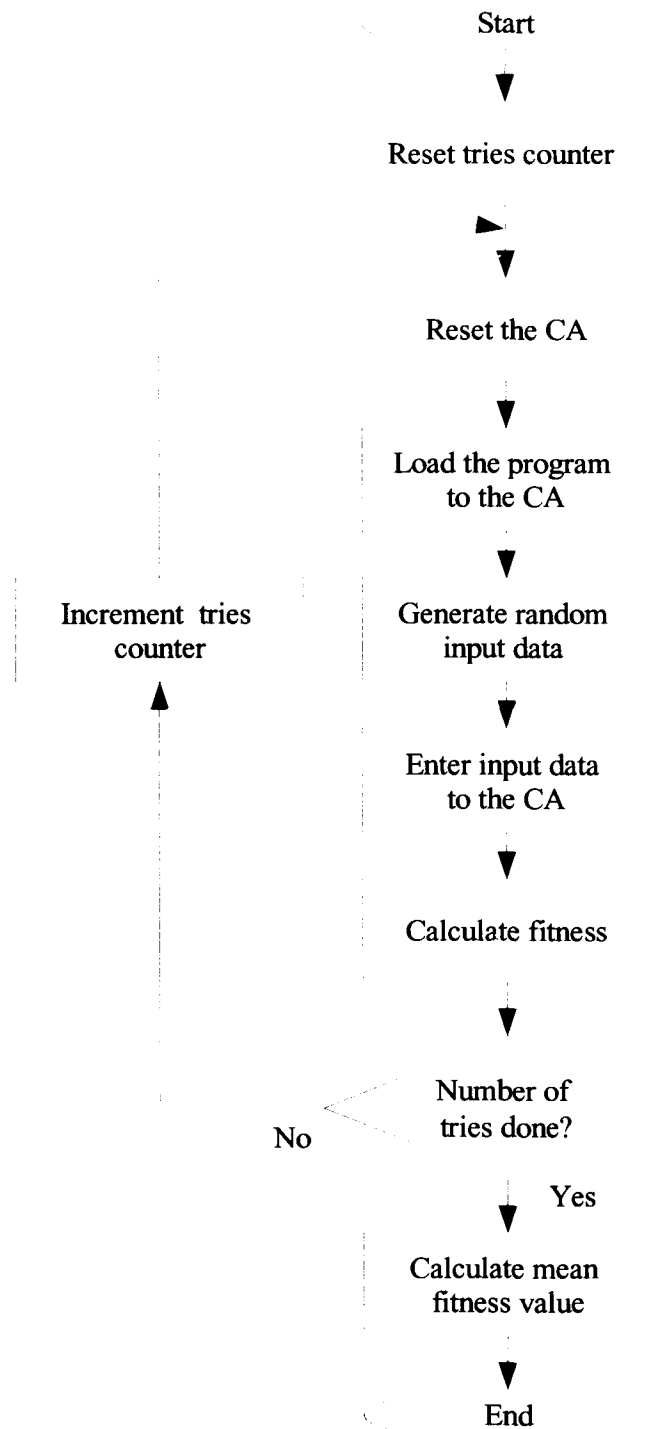 Start
Reset tries counter
Reset the CA
Load the program
to the CA
Generate random
input data
Increment tries
counter
Enter input data
to the CA
Calculate fitness
Number of
tries done?
No
Yes
Calculate mean
fitness value
End